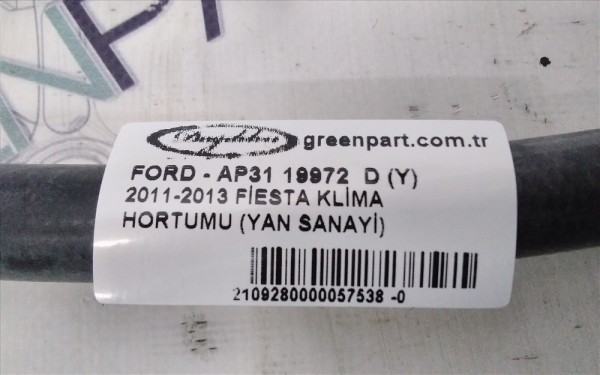 greenpart.com.tr
FORD - AP31 19972 D (Y)
2011-2013 FİESTA KLİMA
HORTUMU (YAN SANAYİ)
2109280000057538 -0